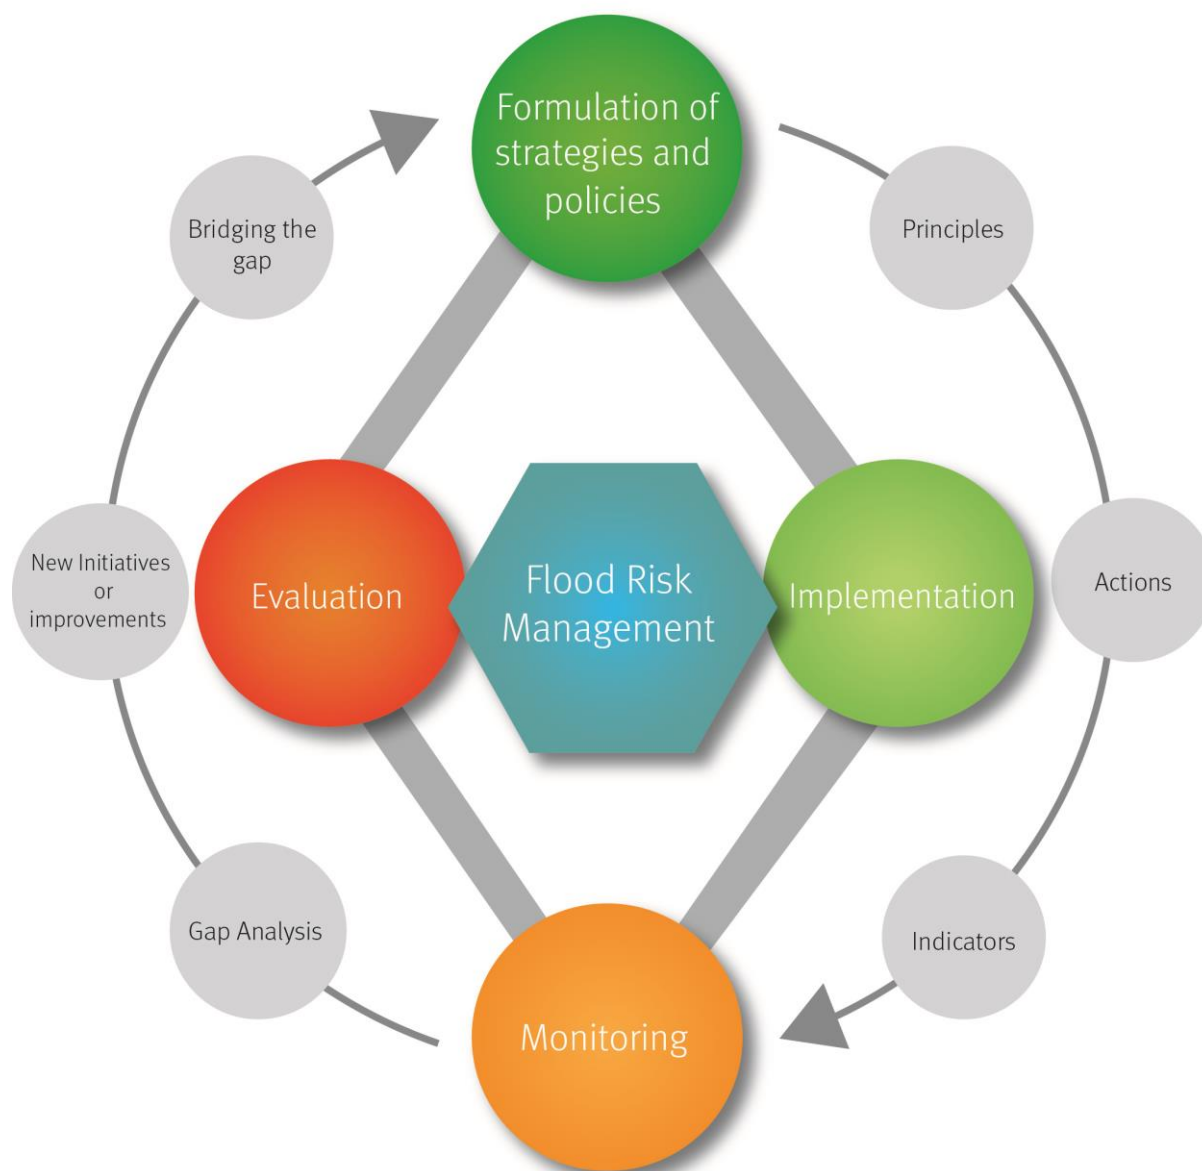 Formulation of
strategies and
policies
Bridging the
gap
Principles
New Initiatives
or
improvements
Evaluation
Flood Risk
Management
Implementation
Actions
Gap Analysis
Indicators
Monitoring